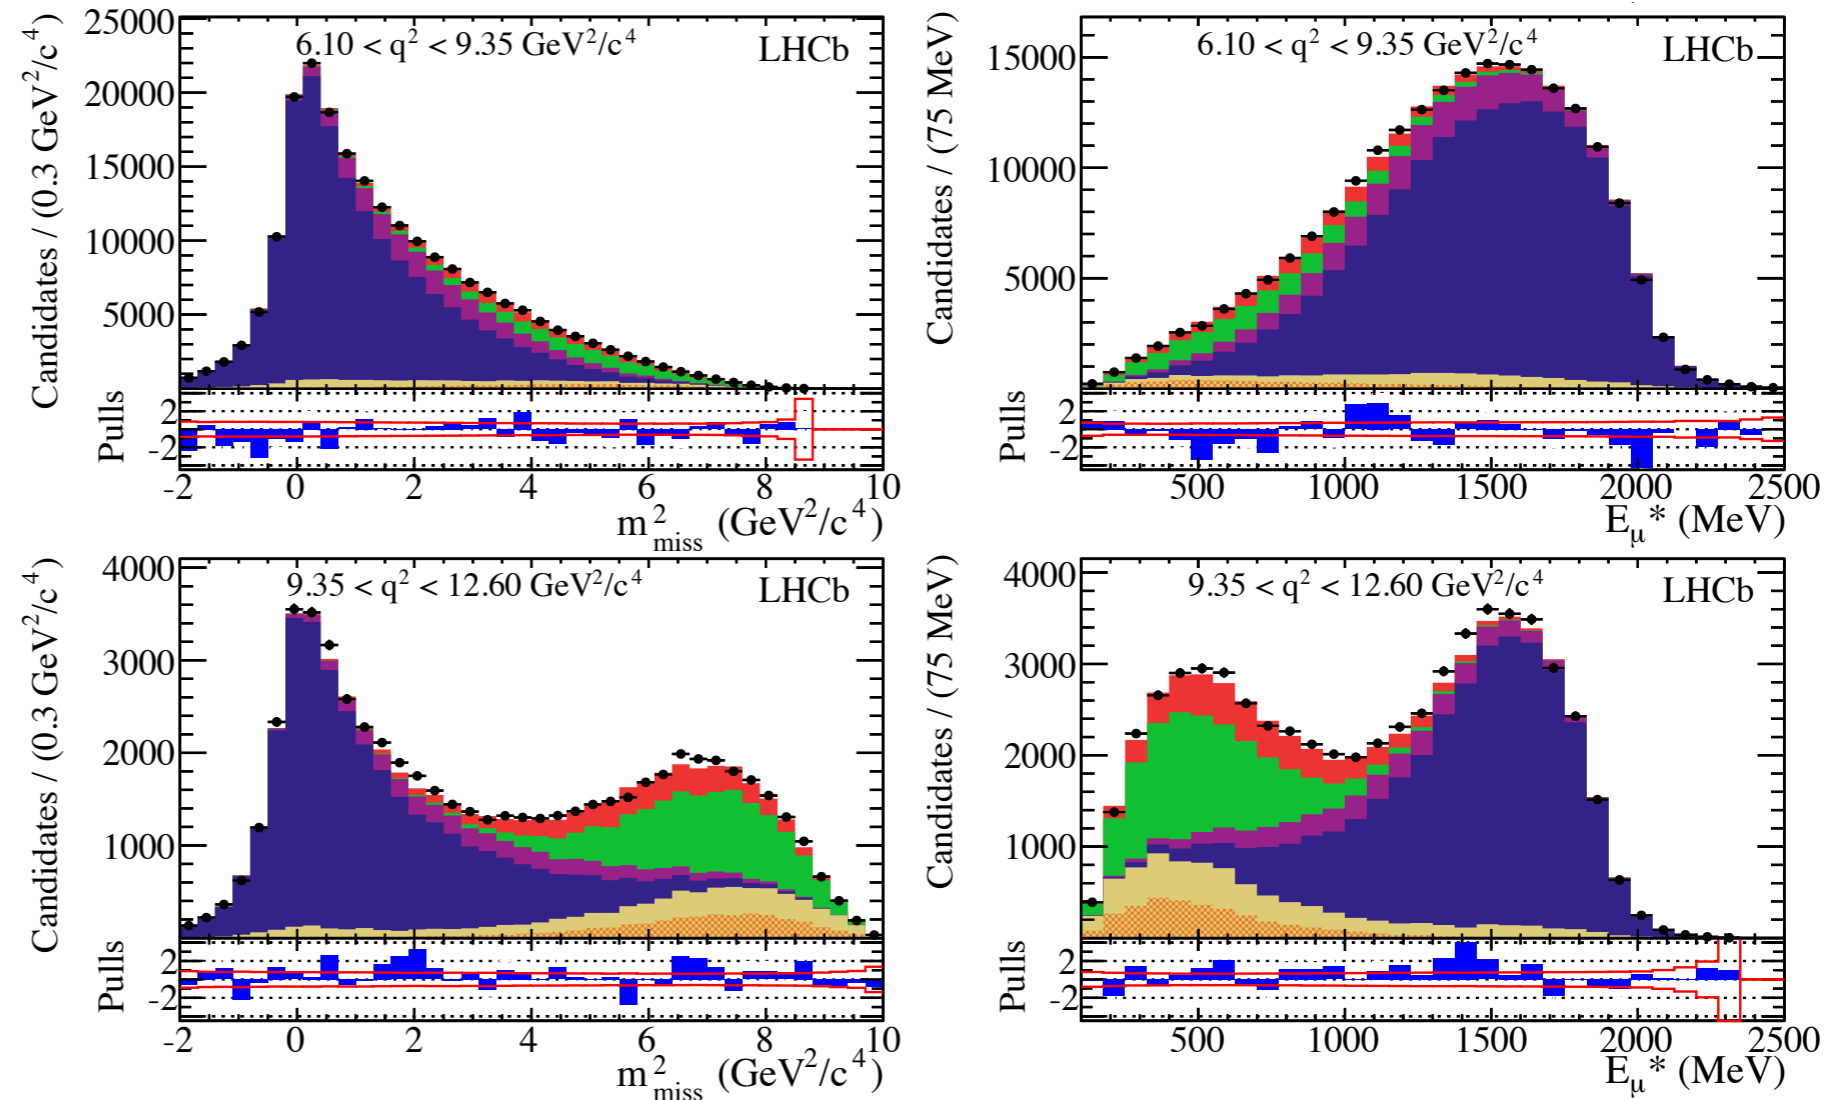 Candidates / (0.3 GeV²/c⁴)
25000
20000
15000
10000
5000
6.10 < q² < 9.35 GeV²/c⁴
LHCb
Pulls
2
-2
-2 0 2 4 6 8 10
m²miss (GeV²/c⁴)
Candidates / (75 MeV)
15000
10000
5000
6.10 < q² < 9.35 GeV²/c⁴
LHCb
Pulls
2
-2
500 1000 1500 2000 2500
Eμ* (MeV)
Candidates / (0.3 GeV²/c⁴)
4000
3000
2000
1000
9.35 < q² < 12.60 GeV²/c⁴
LHCb
Pulls
2
-2
-2 0 2 4 6 8 10
m²miss (GeV²/c⁴)
Candidates / (75 MeV)
4000
3000
2000
1000
9.35 < q² < 12.60 GeV²/c⁴
LHCb
Pulls
2
-2
500 1000 1500 2000 2500
Eμ* (MeV)